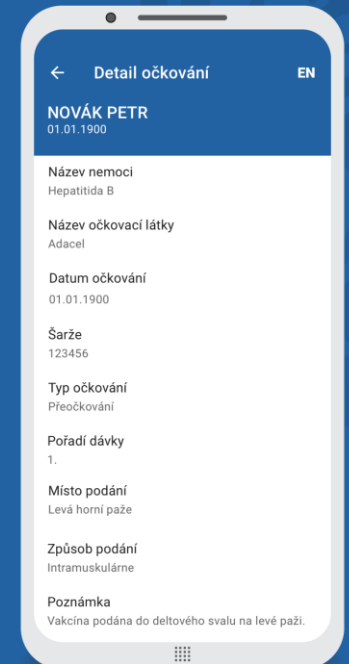 Detail očkování EN
NOVÁK PETR
01.01.1900
Název nemoci
Hepatitida B
Název očkovací látky
Adacel
Datum očkování
01.01.1900
Šarže
123456
Typ očkování
Přeočkování
Pořadí dávky
1.
Místo podání
Levá horní paže
Způsob podání
Intramuskulárne
Poznámka
Vakcína podána do deltového svalu na levé paži.